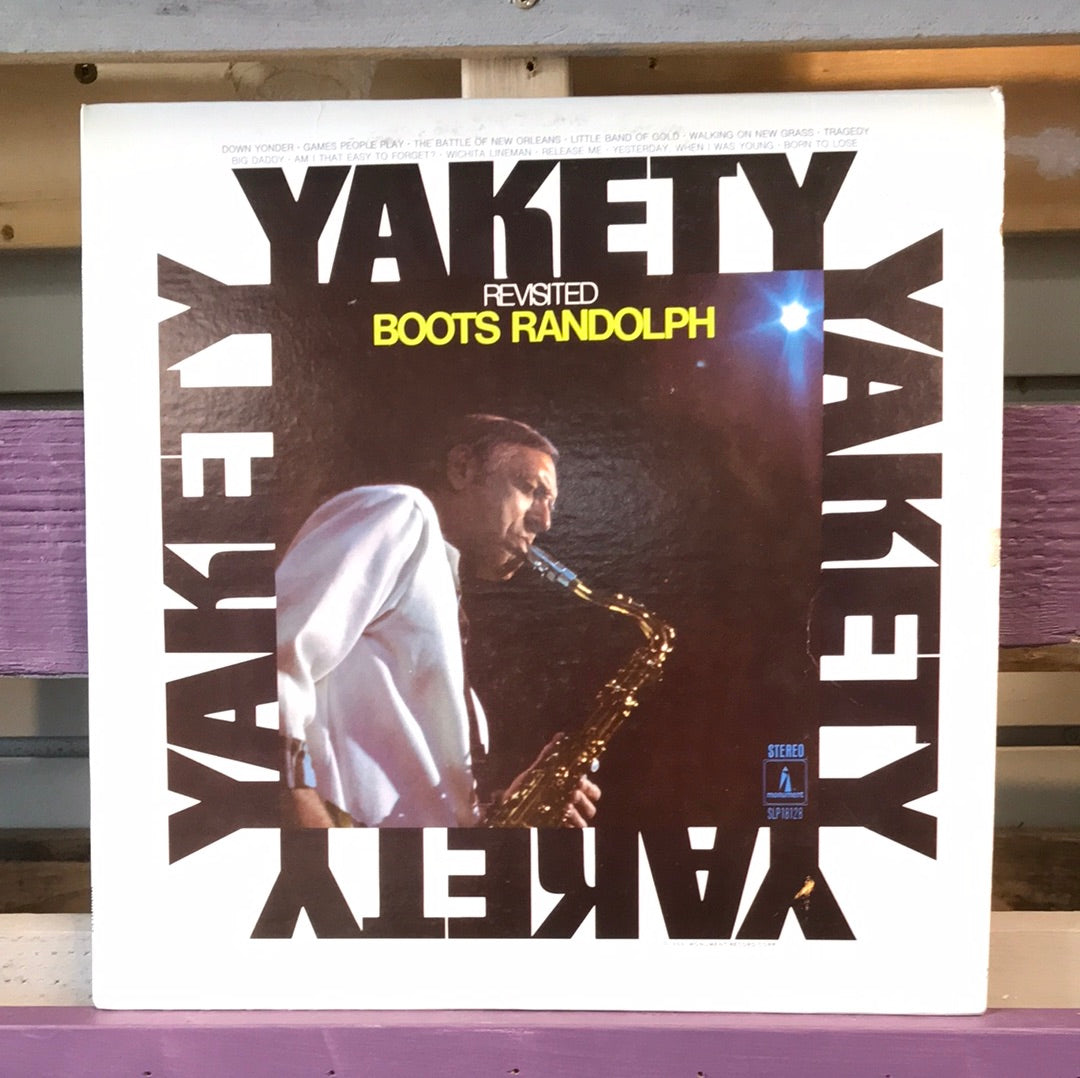 DOWN YONDER · GAMES PEOPLE PLAY · THE BATTLE OF NEW ORLEANS · LITTLE BAND OF GOLD · WALKING ON NEW GRASS · TRAGEDY
BIG DADDY · AM I THAT EASY TO FORGET? · WICHITA LINEMAN · RELEASE ME · YESTERDAY, WHEN I WAS YOUNG · BORN TO LOSE
YAKETY
REVISITED
BOOTS RANDOLPH
YAKETY
YAKETY
STEREO
monument
SLP18128
YAKETY